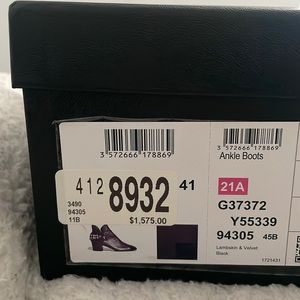 3 572666 178869
3 572666 178869
Ankle Boots
412 8932
3490
94305
11B
$1,575.00
41
21A
G37372
Y55339
94305 45B
Lambskin & Velvet
Black
1721431